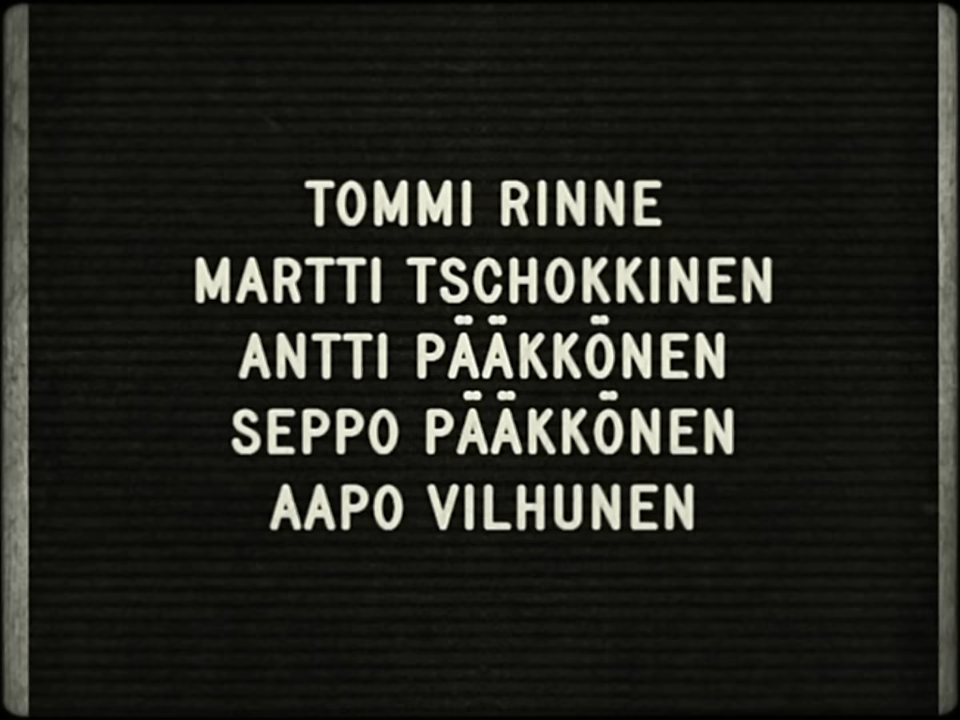 TOMMI RINNE
MARTTI TSCHOKKINEN
ANTTI PÄÄKKÖNEN
SEPPO PÄÄKKÖNEN
AAPO VILHUNEN